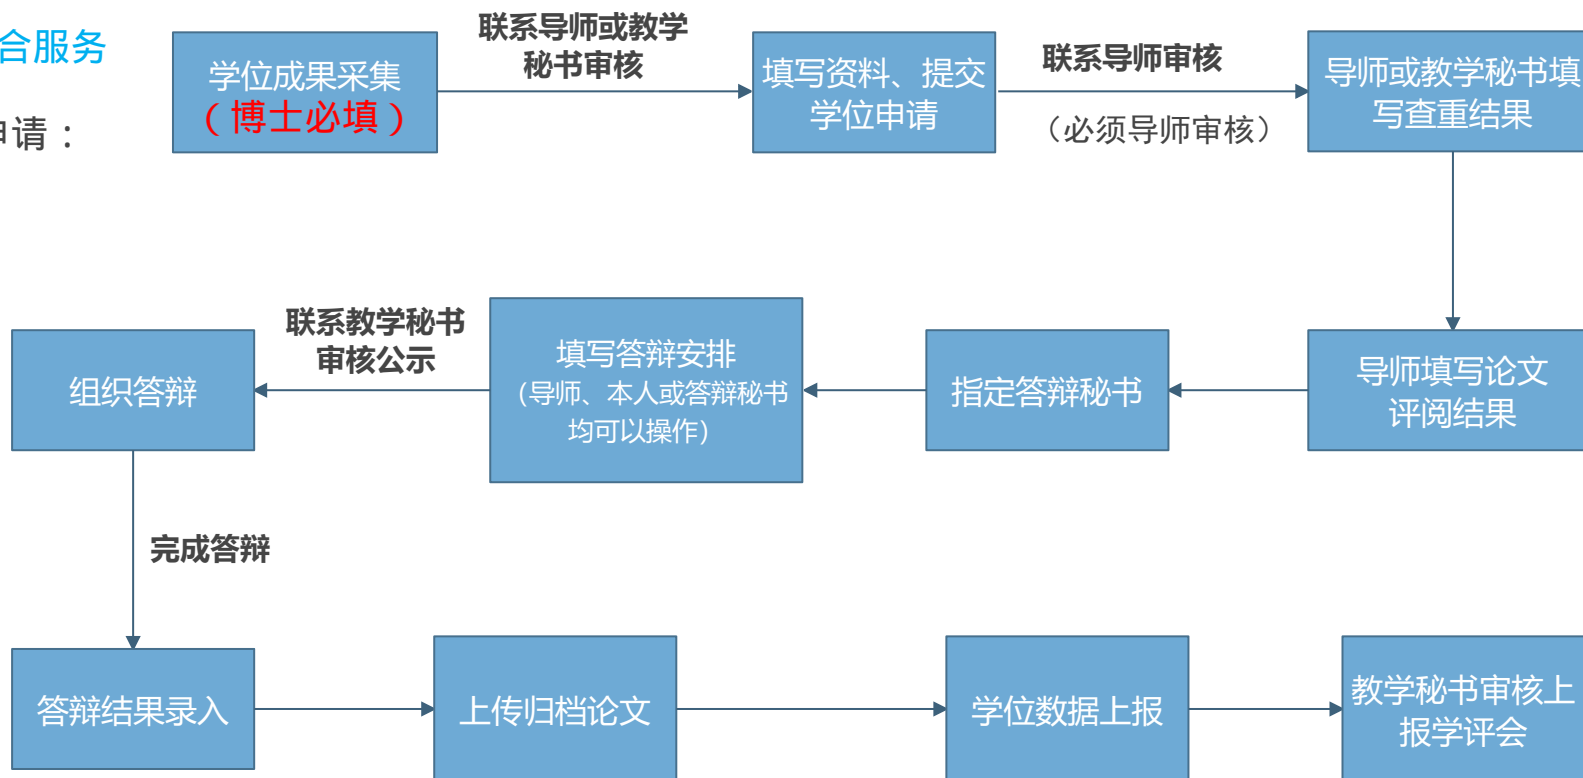 合服务
申请：
学位成果采集
（博士必填）
联系导师或教学
秘书审核
填写资料、提交
学位申请
联系导师审核
（必须导师审核）
导师或教学秘书填
写查重结果
导师填写论文
评阅结果
指定答辩秘书
填写答辩安排
（导师、本人或答辩秘书
均可以操作）
联系教学秘书
审核公示
组织答辩
完成答辩
答辩结果录入
上传归档论文
学位数据上报
教学秘书审核上
报学评会